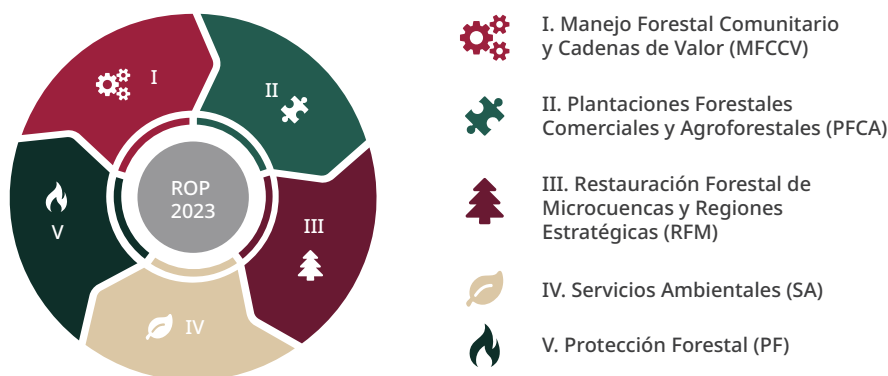 I
II
III
IV
V
ROP
2023
I. Manejo Forestal Comunitario
y Cadenas de Valor (MFCCV)
II. Plantaciones Forestales
Comerciales y Agroforestales (PFCA)
III. Restauración Forestal de
Microcuencas y Regiones
Estratégicas (RFM)
IV. Servicios Ambientales (SA)
V. Protección Forestal (PF)